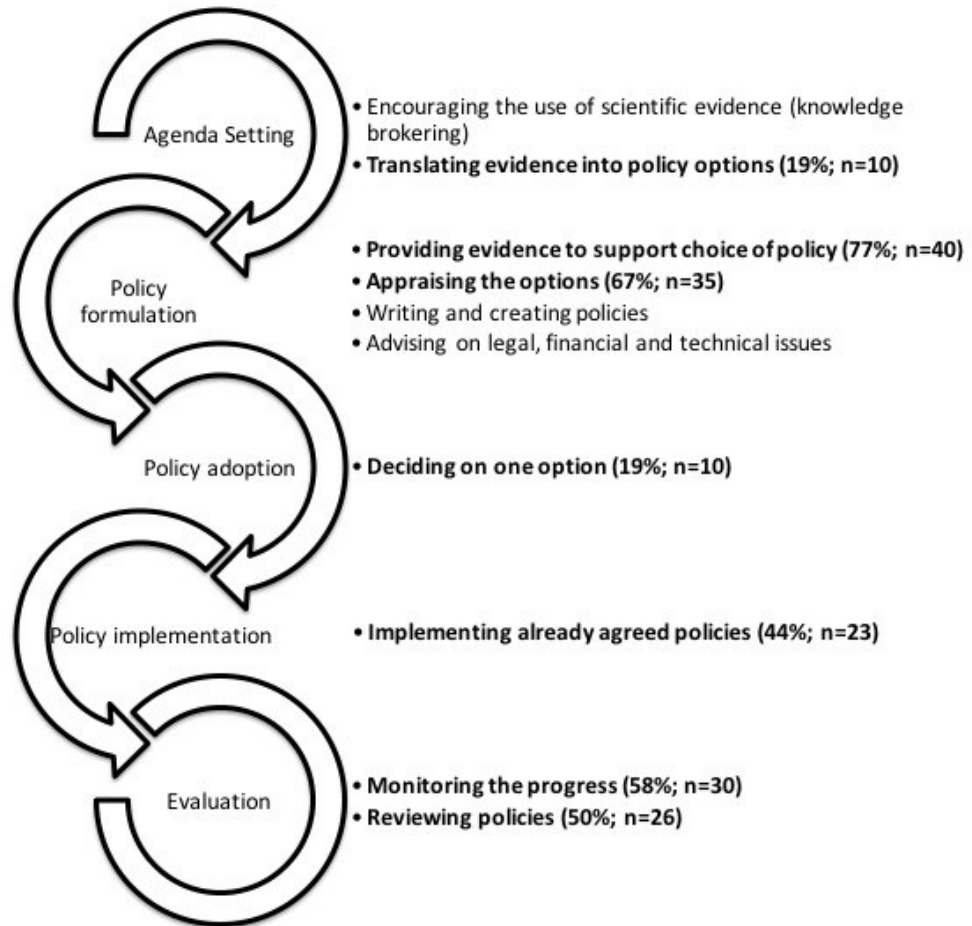 Agenda Setting
• Encouraging the use of scientific evidence (knowledge
brokering)
• Translating evidence into policy options (19%; n=10)
Policy
formulation
• Providing evidence to support choice of policy (77%; n=40)
• Appraising the options (67%; n=35)
• Writing and creating policies
• Advising on legal, financial and technical issues
Policy adoption
• Deciding on one option (19%; n=10)
Policy implementation
• Implementing already agreed policies (44%; n=23)
Evaluation
• Monitoring the progress (58%; n=30)
• Reviewing policies (50%; n=26)